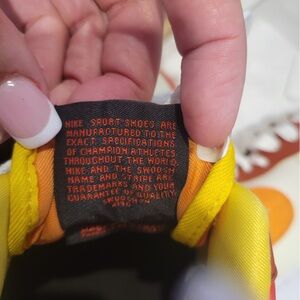 NIKE SPORT SHOES ARE
MANUFACTURED TO THE
EXACT SPECIFICATIONS
OF CHAMPION ATHLETES
THROUGHOUT THE WORLD.
NIKE AND THE SWOOSH
NAME AND STRIPE ARE
TRADEMARKS AND YOUR
GUARANTEE OF QUALITY.
SWOOSH